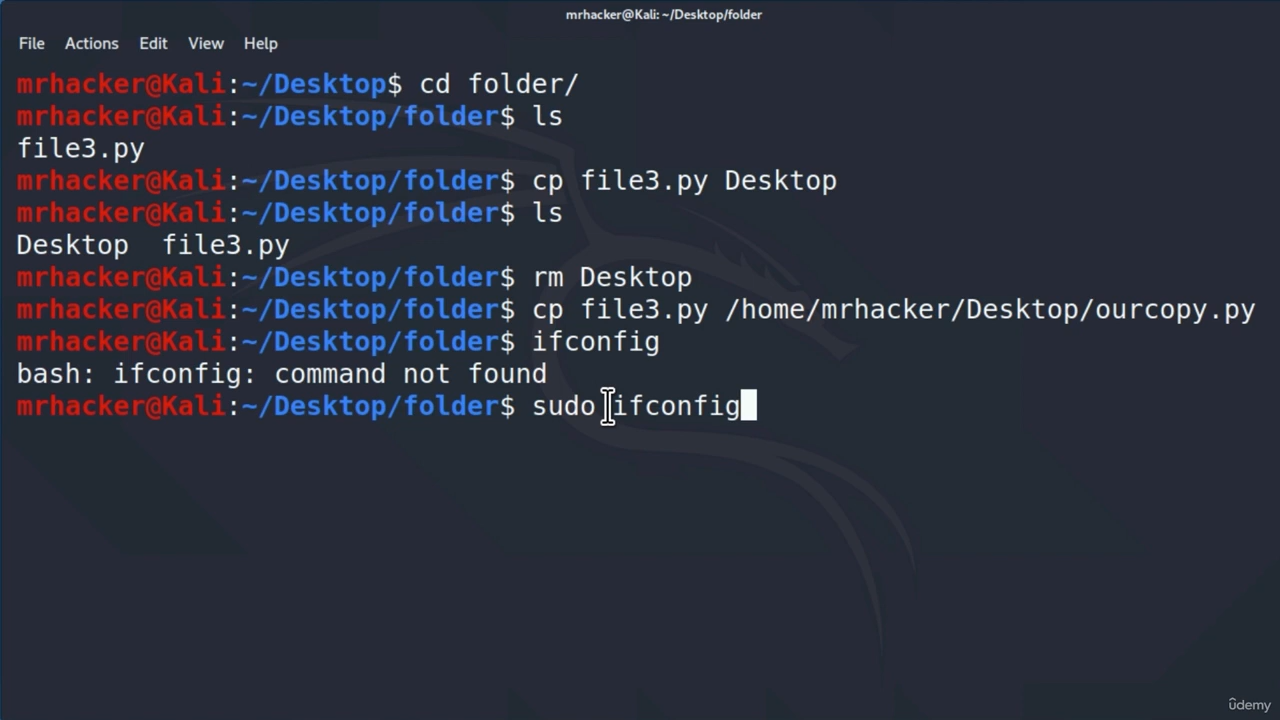 mrhacker@Kali: ~/Desktop/folder
File Actions Edit View Help
mrhacker@Kali:~/Desktop$ cd folder/
mrhacker@Kali:~/Desktop/folder$ ls
file3.py
mrhacker@Kali:~/Desktop/folder$ cp file3.py Desktop
mrhacker@Kali:~/Desktop/folder$ ls
Desktop  file3.py
mrhacker@Kali:~/Desktop/folder$ rm Desktop
mrhacker@Kali:~/Desktop/folder$ cp file3.py /home/mrhacker/Desktop/ourcopy.py
mrhacker@Kali:~/Desktop/folder$ ifconfig
bash: ifconfig: command not found
mrhacker@Kali:~/Desktop/folder$ sudo ifconfig
ûdemy